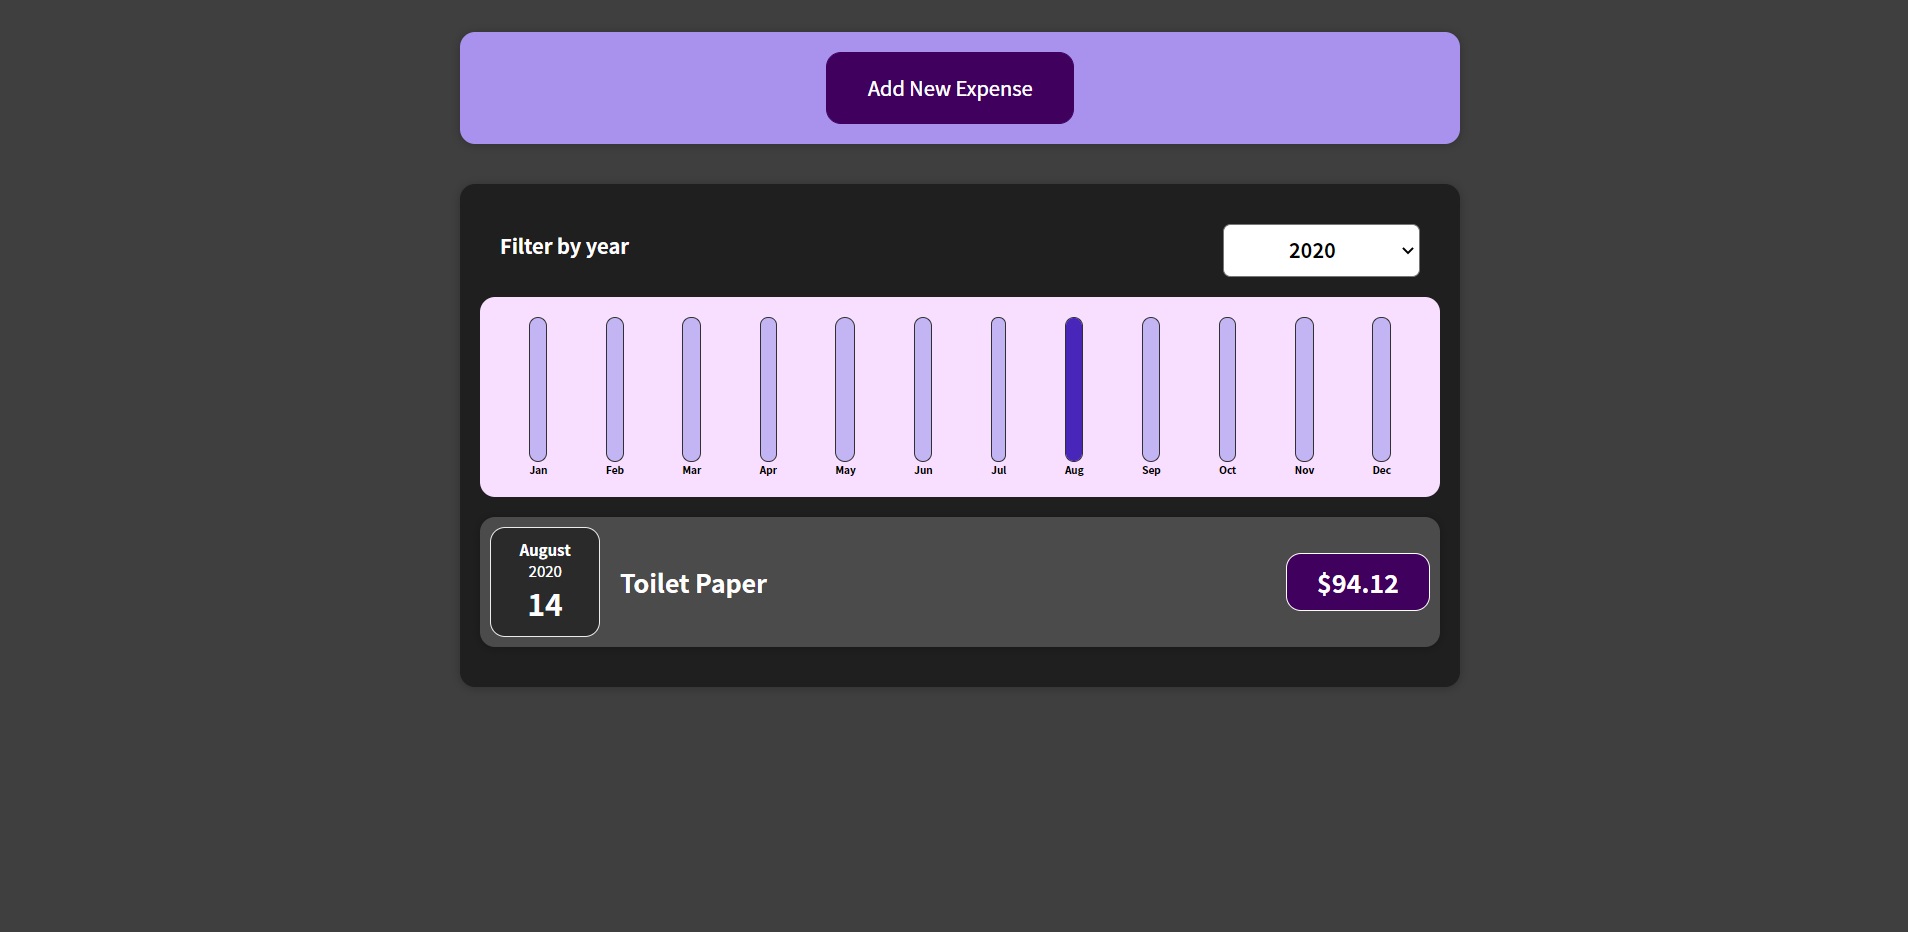 Add New Expense
Filter by year
2020
Jan Feb Mar Apr May Jun Jul Aug Sep Oct Nov Dec
August
2020
14
Toilet Paper
$94.12